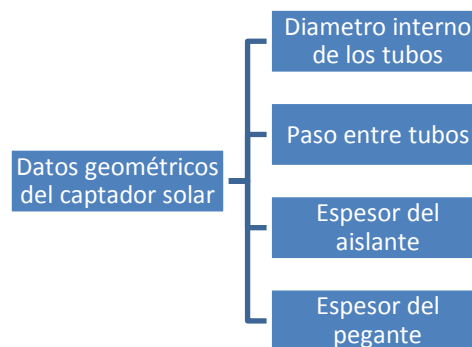 Datos geométricos
del captador solar
Diametro interno
de los tubos
Paso entre tubos
Espesor del
aislante
Espesor del
pegante